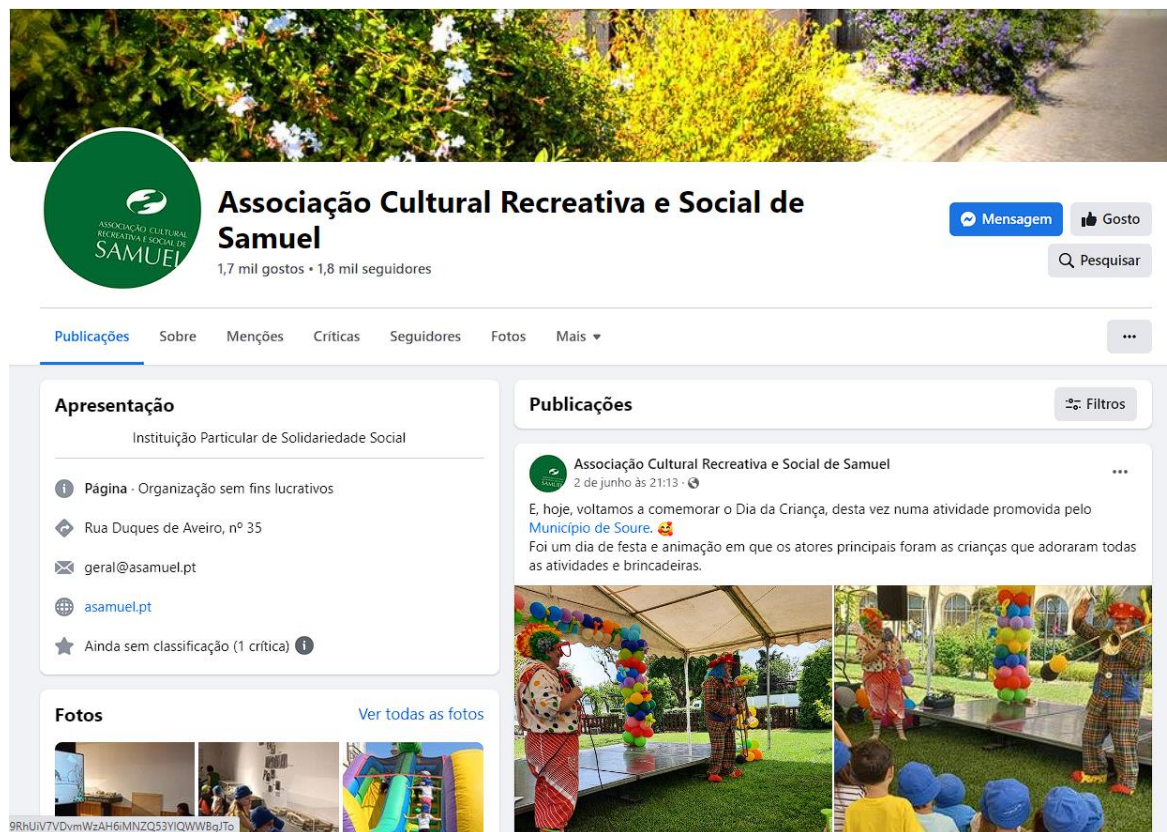 ASSOCIAÇÃO CULTURAL
RECREATIVA E SOCIAL DE
SAMUEL
Associação Cultural Recreativa e Social de
Samuel
1,7 mil gostos • 1,8 mil seguidores
Mensagem
Gosto
Pesquisar
Publicações Sobre Menções Críticas Seguidores Fotos Mais
Apresentação
Instituição Particular de Solidariedade Social
Página · Organização sem fins lucrativos
Rua Duques de Aveiro, nº 35
geral@asamuel.pt
asamuel.pt
Ainda sem classificação (1 crítica)
Fotos
Ver todas as fotos
Publicações
Filtros
Associação Cultural Recreativa e Social de Samuel
2 de junho às 21:13 ·
E, hoje, voltamos a comemorar o Dia da Criança, desta vez numa atividade promovida pelo
Município de Soure. 🥰
Foi um dia de festa e animação em que os atores principais foram as crianças que adoraram todas
as atividades e brincadeiras.